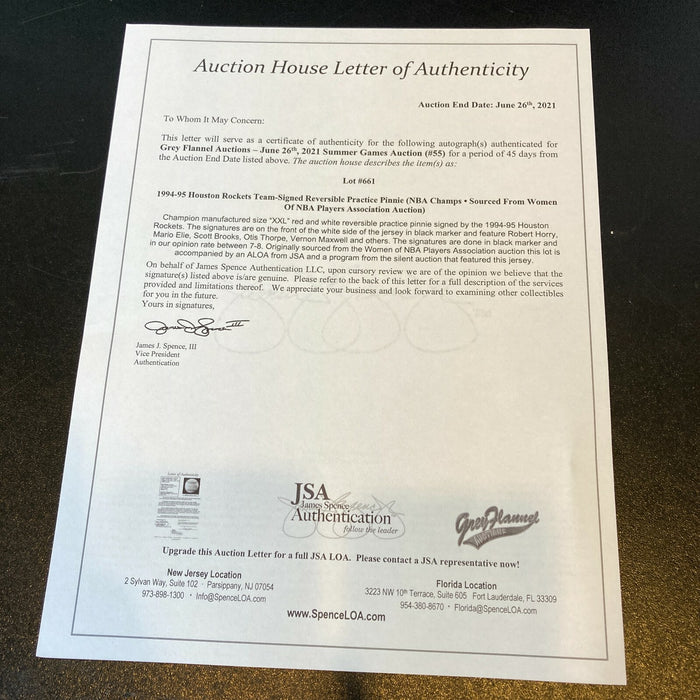 Auction House Letter of Authenticity
Auction End Date: June 26th, 2021
To Whom It May Concern:
This letter will serve as a certificate of authenticity for the following autograph(s) authenticated for
Grey Flannel Auctions – June 26th, 2021 Summer Games Auction (#55) for a period of 45 days from
the Auction End Date listed above. The auction house describes the item(s) as:
Lot #661
1994-95 Houston Rockets Team-Signed Reversible Practice Pinnie (NBA Champs • Sourced From Women
Of NBA Players Association Auction)
Champion manufactured size "XXL" red and white reversible practice pinnie signed by the 1994-95 Houston
Rockets. The signatures are on the front of the white side of the jersey in black marker and feature Robert Horry,
Mario Elie, Scott Brooks, Otis Thorpe, Vernon Maxwell and others. The signatures are done in black marker and
in our opinion rate between 7-8. Originally sourced from the Women of NBA Players Association auction this lot is
accompanied by an ALOA from JSA and a program from the silent auction that featured this jersey.
On behalf of James Spence Authentication LLC, upon cursory review we are of the opinion we believe that the
signature(s) listed above is/are genuine. Please refer to the back of this letter for a full description of the services
provided and limitations thereof. We appreciate your business and look forward to examining other collectibles
for you in the future.
Yours in signatures,
James J. Spence, III
Vice President
Authentication
Letter of Authenticity
JSA
James Spence
Authentication
follow the leader
Grey Flannel
AUCTIONS
Upgrade this Auction Letter for a full JSA LOA. Please contact a JSA representative now!
New Jersey Location
2 Sylvan Way, Suite 102 · Parsippany, NJ 07054
973-898-1300 · Info@SpenceLOA.com
Florida Location
3223 NW 10th Terrace, Suite 605 Fort Lauderdale, FL 33309
954-380-8670 · Florida@SpenceLOA.com
www.SpenceLOA.com